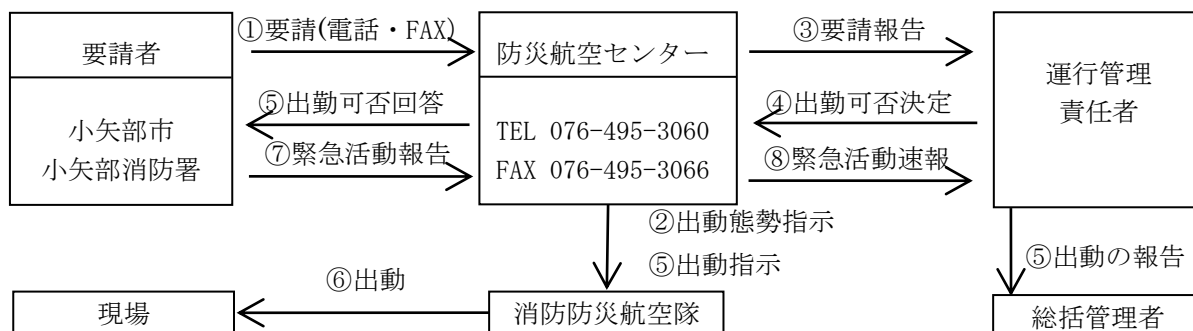 ①要請(電話・FAX)
③要請報告
要請者
防災航空センター
運行管理
責任者
⑤出勤可否回答
④出勤可否決定
小矢部市
小矢部消防署
TEL 076-495-3060
FAX 076-495-3066
⑦緊急活動報告
⑧緊急活動速報
②出動態勢指示
⑤出動指示
⑤出動の報告
⑥出動
現場
消防防災航空隊
総括管理者